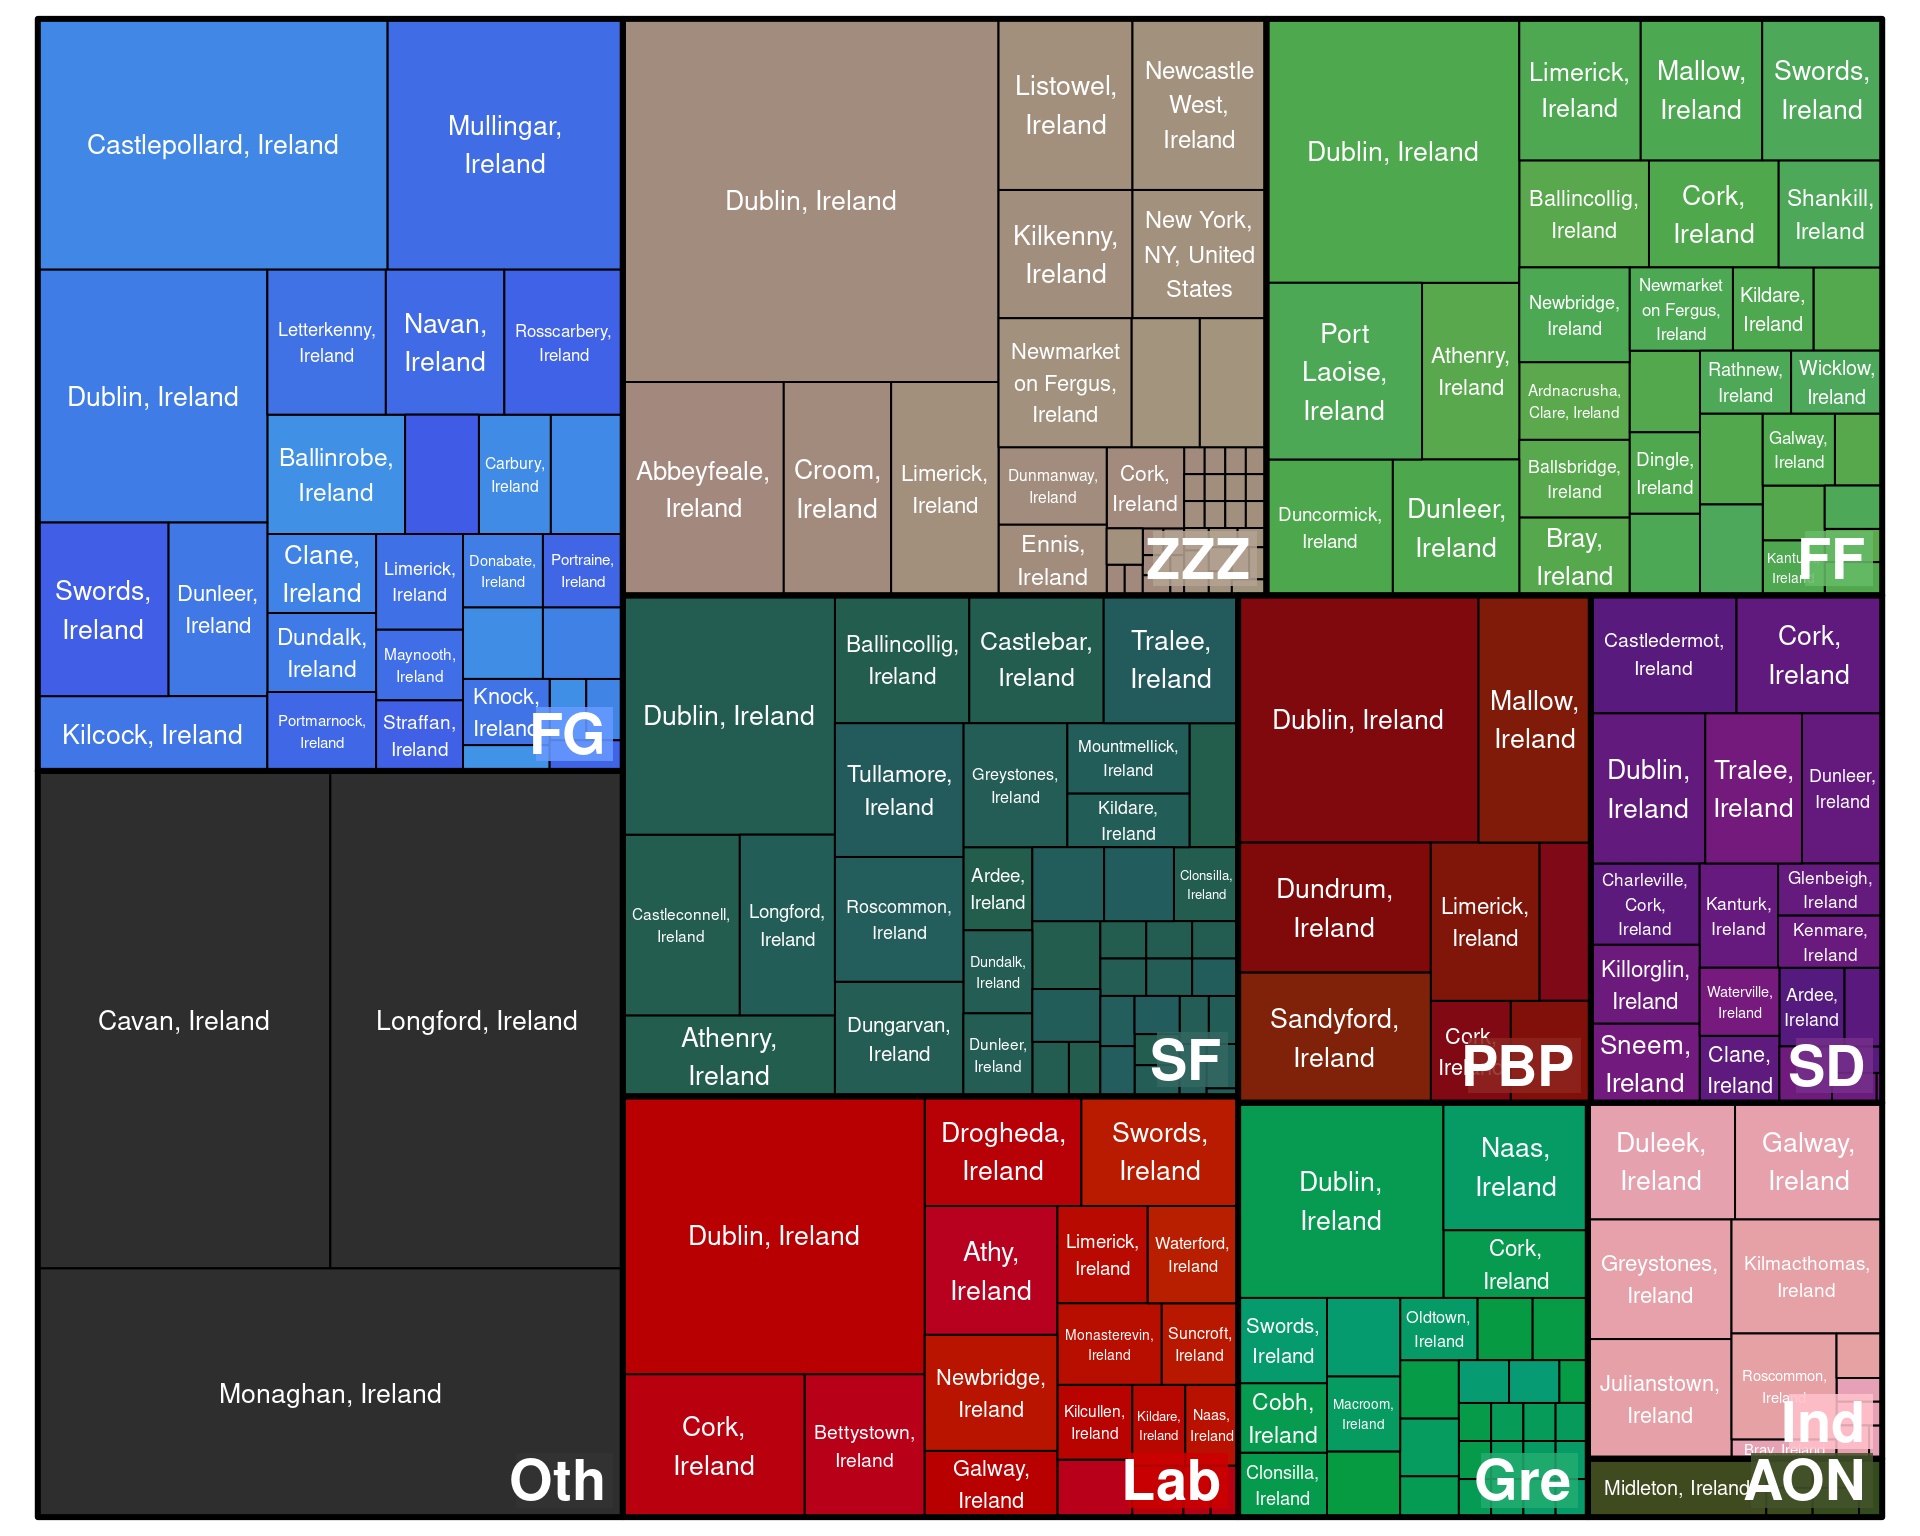 Castlepollard, Ireland
Mullingar,
Ireland
Dublin, Ireland
Letterkenny,
Ireland
Navan,
Ireland
Rosscarbery,
Ireland
Ballinrobe,
Ireland
Carbury,
Ireland
Swords,
Ireland
Dunleer,
Ireland
Kilcock, Ireland
Clane,
Ireland
Limerick,
Ireland
Donabate,
Ireland
Portraine,
Ireland
Dundalk,
Ireland
Maynooth,
Ireland
Portmarnock,
Ireland
Straffan,
Ireland
Knock,
Ireland
FG
Cavan, Ireland
Longford, Ireland
Monaghan, Ireland
Oth
Dublin, Ireland
Listowel,
Ireland
Newcastle
West,
Ireland
Kilkenny,
Ireland
New York,
NY, United
States
Newmarket
on Fergus,
Ireland
Abbeyfeale,
Ireland
Croom,
Ireland
Limerick,
Ireland
Dunmanway,
Ireland
Cork,
Ireland
Ennis,
Ireland
ZZZ
Dublin, Ireland
Limerick,
Ireland
Mallow,
Ireland
Swords,
Ireland
Ballincollig,
Ireland
Cork,
Ireland
Shankill,
Ireland
Port
Laoise,
Ireland
Athenry,
Ireland
Newbridge,
Ireland
Newmarket
on Fergus,
Ireland
Kildare,
Ireland
Ardnacrusha,
Clare, Ireland
Rathnew,
Ireland
Wicklow,
Ireland
Duncormick,
Ireland
Dunleer,
Ireland
Ballsbridge,
Ireland
Dingle,
Ireland
Galway,
Ireland
Bray,
Ireland
Kantu
Irelan
FF
Dublin, Ireland
Ballincollig,
Ireland
Castlebar,
Ireland
Tralee,
Ireland
Tullamore,
Ireland
Greystones,
Ireland
Mountmellick,
Ireland
Kildare,
Ireland
Castleconnell,
Ireland
Longford,
Ireland
Roscommon,
Ireland
Ardee,
Ireland
Clonsilla,
Ireland
Dundalk,
Ireland
Athenry,
Ireland
Dungarvan,
Ireland
Dunleer,
Ireland
SF
Dublin, Ireland
Mallow,
Ireland
Dundrum,
Ireland
Limerick,
Ireland
Sandyford,
Ireland
Cork,
Ireland
PBP
Castledermot,
Ireland
Cork,
Ireland
Dublin,
Ireland
Tralee,
Ireland
Dunleer,
Ireland
Charleville,
Cork,
Ireland
Kanturk,
Ireland
Glenbeigh,
Ireland
Kenmare,
Ireland
Killorglin,
Ireland
Waterville,
Ireland
Ardee,
Ireland
Sneem,
Ireland
Clane,
Ireland
SD
Dublin, Ireland
Drogheda,
Ireland
Swords,
Ireland
Athy,
Ireland
Limerick,
Ireland
Waterford,
Ireland
Monasterevin,
Ireland
Suncroft,
Ireland
Cork,
Ireland
Bettystown,
Ireland
Newbridge,
Ireland
Kilcullen,
Ireland
Kildare,
Ireland
Naas,
Ireland
Galway,
Ireland
Lab
Dublin,
Ireland
Naas,
Ireland
Cork,
Ireland
Swords,
Ireland
Oldtown,
Ireland
Cobh,
Ireland
Macroom,
Ireland
Clonsilla,
Ireland
Gre
Duleek,
Ireland
Galway,
Ireland
Greystones,
Ireland
Kilmacthomas,
Ireland
Julianstown,
Ireland
Roscommon,
Ireland
Bray, Ireland
Ind
Midleton, Ireland
AON